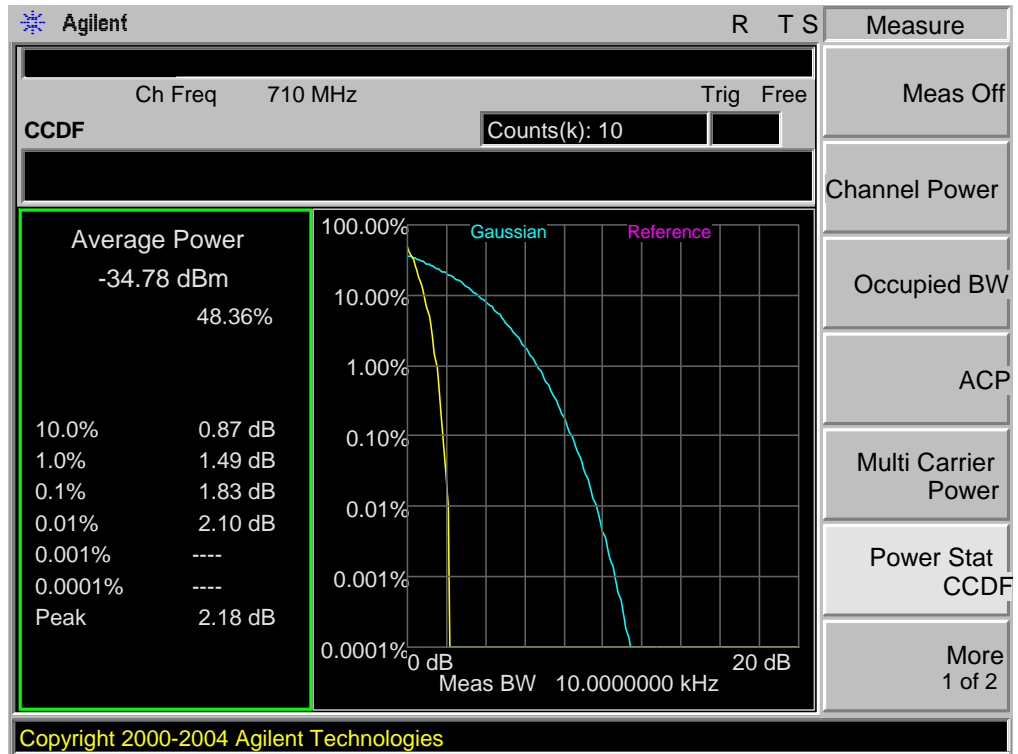 Agilent R T S Measure
Ch Freq 710 MHz Trig Free
CCDF Counts(k): 10
Meas Off
Channel Power
Occupied BW
ACP
Multi Carrier
Power
Power Stat
CCDF
More
1 of 2
Average Power
-34.78 dBm
48.36%
10.0% 0.87 dB
1.0% 1.49 dB
0.1% 1.83 dB
0.01% 2.10 dB
0.001% ----
0.0001% ----
Peak 2.18 dB
Gaussian Reference
100.00%
10.00%
1.00%
0.10%
0.01%
0.001%
0.0001%
0 dB 20 dB
Meas BW 10.0000000 kHz
Copyright 2000-2004 Agilent Technologies